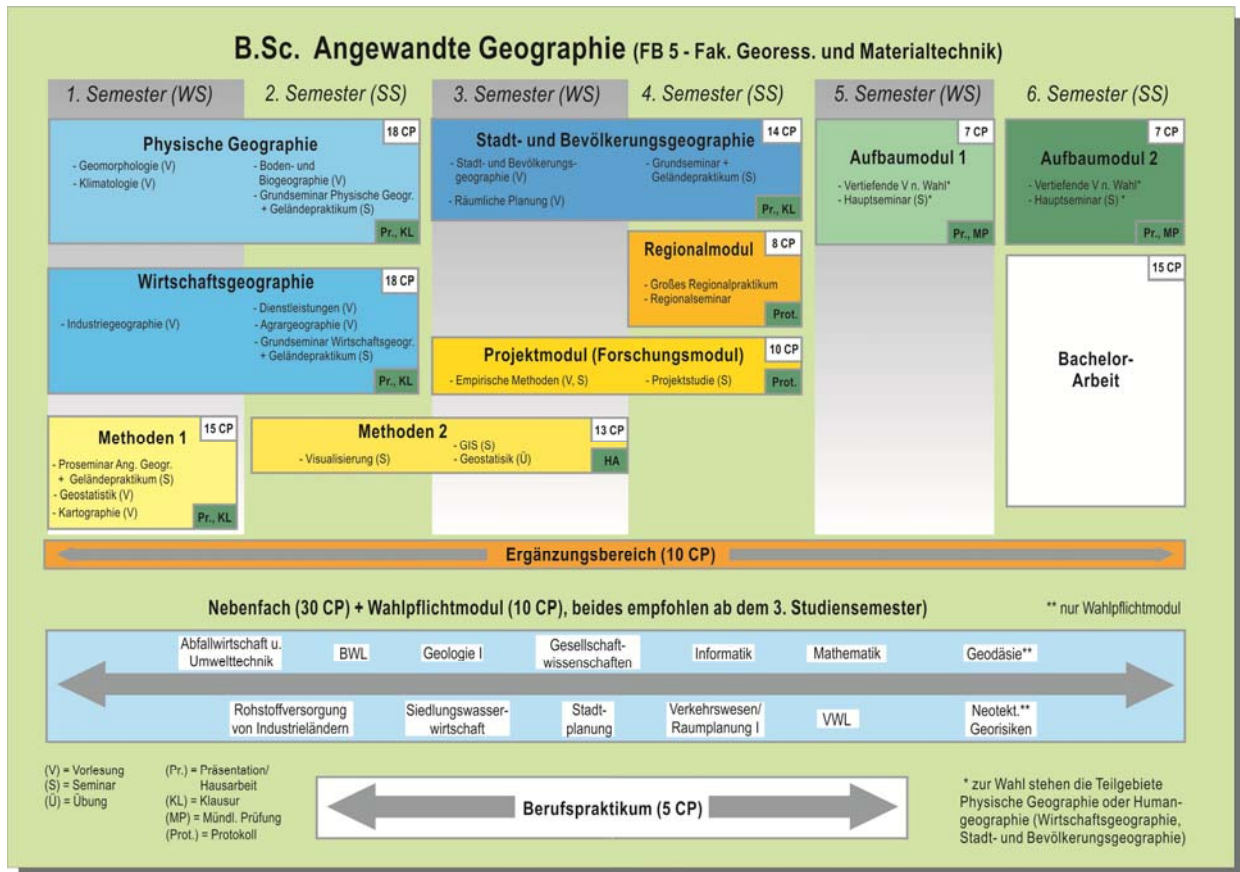 B.Sc. Angewandte Geographie (FB 5 - Fak. Georess. und Materialtechnik)
1. Semester (WS)
2. Semester (SS)
3. Semester (WS)
4. Semester (SS)
5. Semester (WS)
6. Semester (SS)
Physische Geographie
18 CP
- Geomorphologie (V)
- Klimatologie (V)
- Boden- und
Biogeographie (V)
- Grundseminar Physische Geogr.
+ Geländepraktikum (S)
Pr., KL
Stadt- und Bevölkerungsgeographie
14 CP
- Stadt- und Bevölkerungs-
geographie (V)
- Räumliche Planung (V)
- Grundseminar +
Geländepraktikum (S)
Pr., KL
Aufbaumodul 1
7 CP
- Vertiefende V n. Wahl*
- Hauptseminar (S)*
Pr., MP
Aufbaumodul 2
7 CP
- Vertiefende V n. Wahl*
- Hauptseminar (S) *
Pr., MP
Regionalmodul
8 CP
- Großes Regionalpraktikum
- Regionalseminar
Prot.
Wirtschaftsgeographie
18 CP
- Industriegeographie (V)
- Dienstleistungen (V)
- Agrargeographie (V)
- Grundseminar Wirtschaftsgeogr.
+ Geländepraktikum (S)
Pr., KL
Projektmodul (Forschungsmodul)
10 CP
- Empirische Methoden (V, S)
- Projektstudie (S)
Prot.
15 CP
Bachelor-
Arbeit
Methoden 1
15 CP
- Proseminar Ang. Geogr.
+ Geländepraktikum (S)
- Geostatistik (V)
- Kartographie (V)
Pr., KL
Methoden 2
13 CP
- Visualisierung (S)
- GIS (S)
- Geostatisik (Ü)
HA
Ergänzungsbereich (10 CP)
Nebenfach (30 CP) + Wahlpflichtmodul (10 CP), beides empfohlen ab dem 3. Studiensemester)
** nur Wahlpflichtmodul
Abfallwirtschaft u.
Umwelttechnik
BWL
Geologie I
Gesellschaft-
wissenschaften
Informatik
Mathematik
Geodäsie**
Rohstoffversorgung
von Industrieländern
Siedlungswasser-
wirtschaft
Stadt-
planung
Verkehrswesen/
Raumplanung I
VWL
Neotekt.**
Georisiken
(V) = Vorlesung
(S) = Seminar
(Ü) = Übung
(Pr.) = Präsentation/
Hausarbeit
(KL) = Klausur
(MP) = Mündl. Prüfung
(Prot.) = Protokoll
Berufspraktikum (5 CP)
* zur Wahl stehen die Teilgebiete
Physische Geographie oder Human-
geographie (Wirtschaftsgeographie,
Stadt- und Bevölkerungsgeographie)